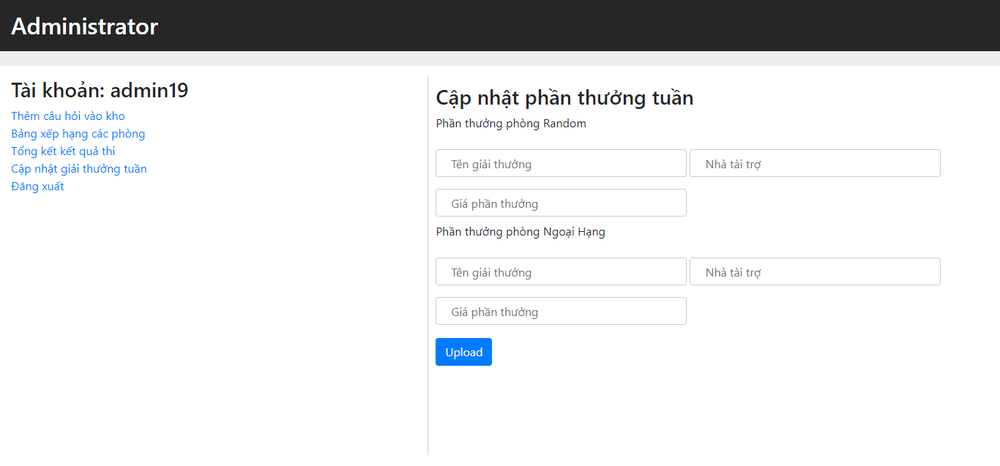 Administrator
Tài khoản: admin19
Thêm câu hỏi vào kho
Bảng xếp hạng các phòng
Tổng kết kết quả thi
Cập nhật giải thưởng tuần
Đăng xuất
Cập nhật phần thưởng tuần
Phần thưởng phòng Random
Tên giải thưởng
Nhà tài trợ
Giá phần thưởng
Phần thưởng phòng Ngoại Hạng
Tên giải thưởng
Nhà tài trợ
Giá phần thưởng
Upload